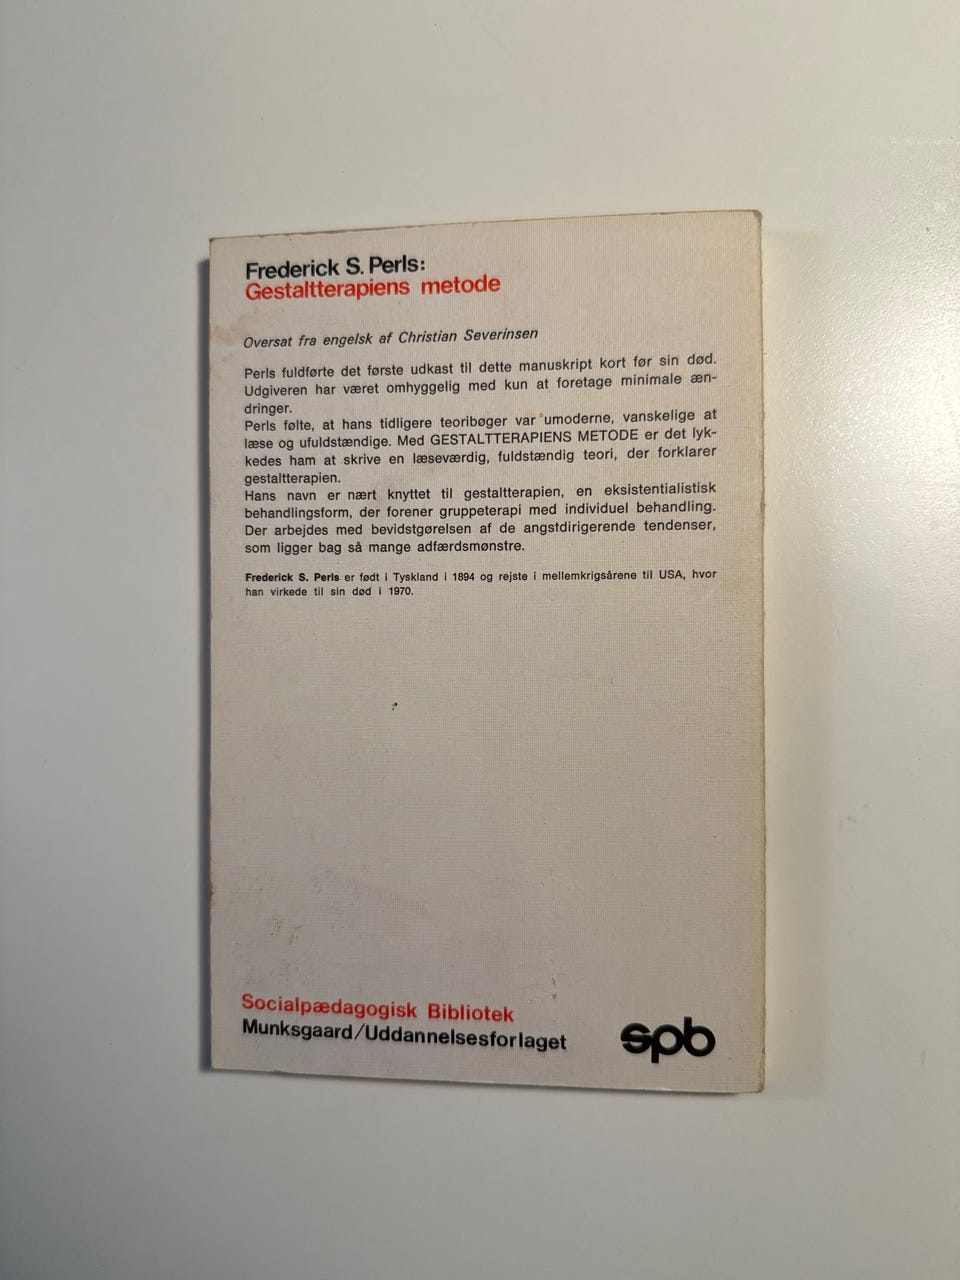 Frederick S. Perls:
Gestaltterapiens metode
Oversat fra engelsk af Christian Severinsen
Perls fuldførte det første udkast til dette manuskript kort før sin død.
Udgiveren har været omhyggelig med kun at foretage minimale æn-
dringer.
Perls følte, at hans tidligere teoribøger var umoderne, vanskelige at
læse og ufuldstændige. Med GESTALTTERAPIENS METODE er det lyk-
kedes ham at skrive en læseværdig, fuldstændig teori, der forklarer
gestaltterapien.
Hans navn er nært knyttet til gestaltterapien, en eksistentialistisk
behandlingsform, der forener gruppeterapi med individuel behandling.
Der arbejdes med bevidstgørelsen af de angstdirigerende tendenser,
som ligger bag så mange adfærdsmønstre.
Frederick S. Perls er født i Tyskland i 1894 og rejste i mellemkrigsårene til USA, hvor
han virkede til sin død i 1970.
Socialpædagogisk Bibliotek
Munksgaard/Uddannelsesforlaget
spb